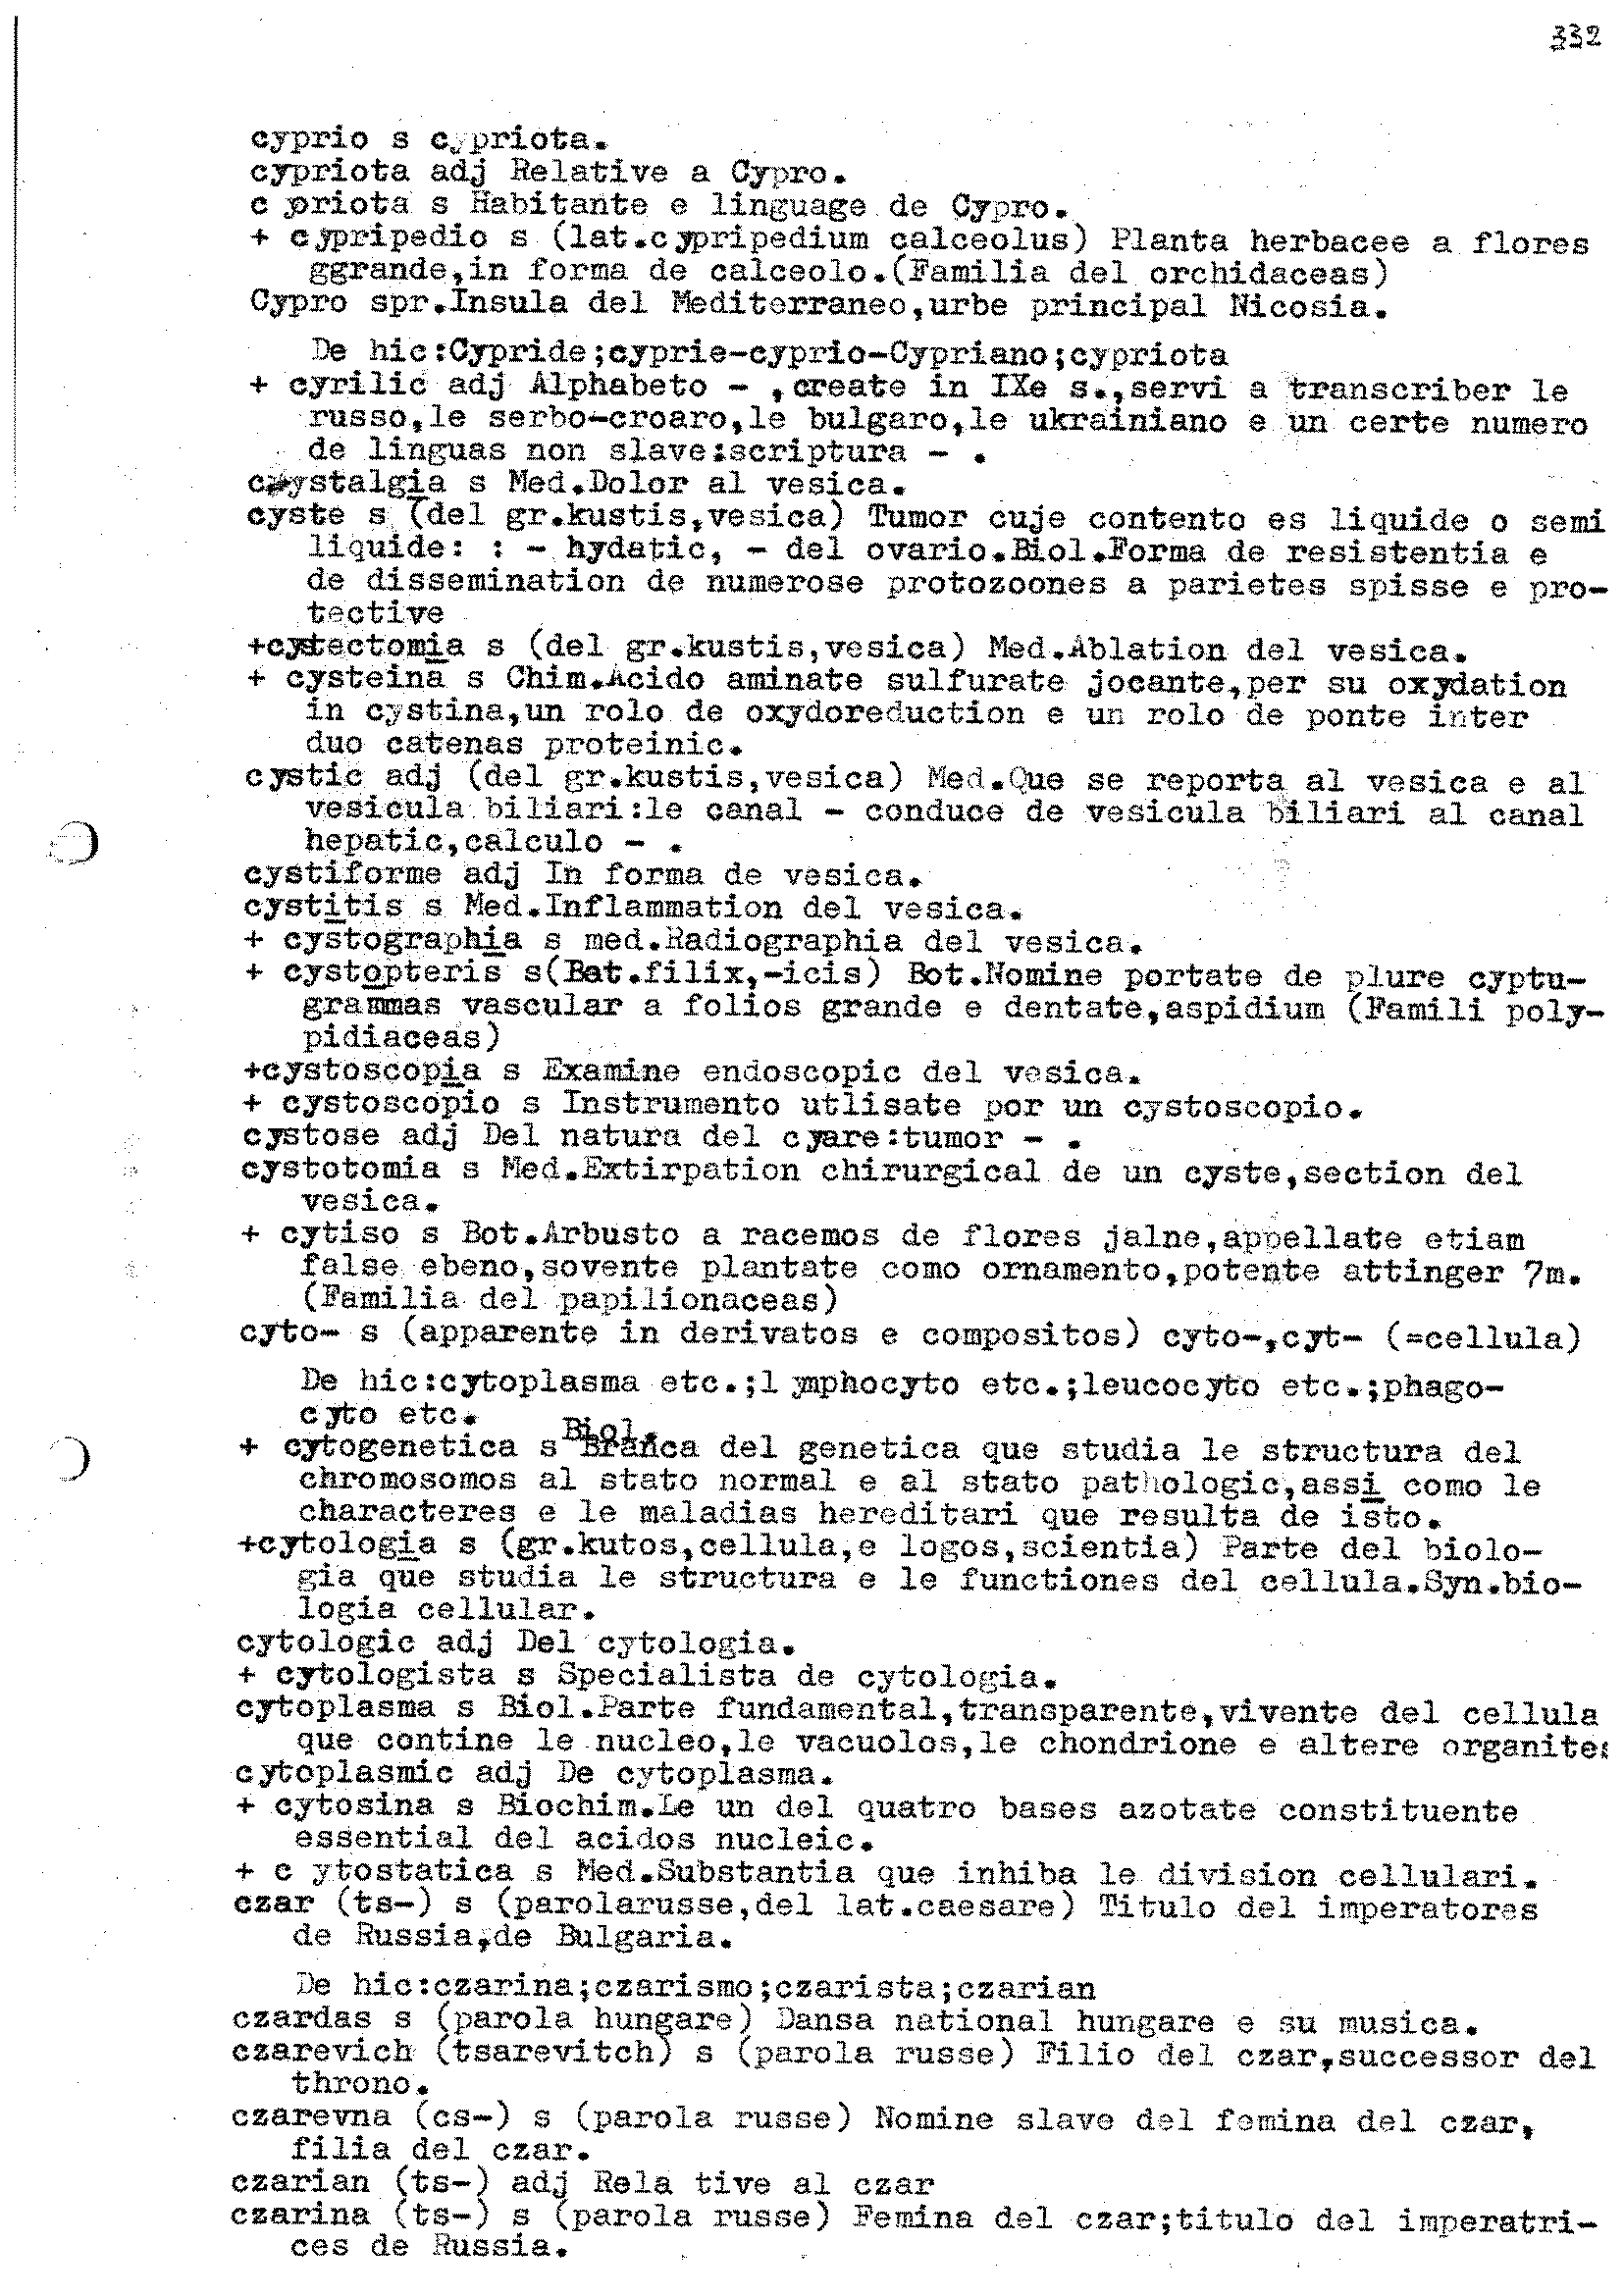 332
cyprio s cypriota.
cypriota adj Relative a Cypro.
c ypriota s Habitante e linguage de Cypro.
+ cypripedio s (lat.cypripedium calceolus) Planta herbacee a flores
ggrande,in forma de calceolo.(Familia del orchidaceas)
Cypro spr.Insula del Mediterraneo,urbe principal Nicosia.
De hic:Cypride;cyprie-cyprio-Cypriano;cypriota
+ cyrilic adj Alphabeto - ,create in IXe s.,servi a transcriber le
russo,le serbo-croaro,le bulgaro,le ukrainiano e un certe numero
de linguas non slave:scriptura - .
cystalgia s Med.Dolor al vesica.
cyste s (del gr.kustis,vesica) Tumor cuje contento es liquide o semi
liquide: : - hydatic, - del ovario.Biol.Forma de resistentia e
de dissemination de numerose protozoones a parietes spisse e pro-
tective
+cystectomia s (del gr.kustis,vesica) Med.Ablation del vesica.
+ cysteina s Chim.Acido aminate sulfurate jocante,per su oxydation
in cystina,un rolo de oxydoreduction e un rolo de ponte inter
duo catenas proteinic.
cystic adj (del gr.kustis,vesica) Med.Que se reporta al vesica e al
vesicula biliari:le canal - conduce de vesicula biliari al canal
hepatic,calculo - .
cystiforme adj In forma de vesica.
cystitis s Med.Inflammation del vesica.
+ cystographia s med.Radiographia del vesica.
+ cystopteris s(Bat.filix,-icis) Bot.Nomine portate de plure cyptu-
grammas vascular a folios grande e dentate,aspidium (Famili poly-
pidiaceas)
+cystoscopia s Examine endoscopic del vesica.
+ cystoscopio s Instrumento utlisate por un cystoscopio.
cystose adj Del natura del cyare:tumor - .
cystotomia s Med.Extirpation chirurgical de un cyste,section del
vesica.
+ cytiso s Bot.Arbusto a racemos de flores jalne,appellate etiam
false ebeno,sovente plantate como ornamento,potente attinger 7m.
(Familia del papilionaceas)
cyto- s (apparente in derivatos e compositos) cyto-,cyt- (=cellula)
De hic:cytoplasma etc.;lymphocyto etc.;leucocyto etc.;phago-
cyto etc.
+ cytogenetica s Biol. Branca del genetica que studia le structura del
chromosomos al stato normal e al stato pathologic,assi como le
characteres e le maladias hereditari que resulta de isto.
+cytologia s (gr.kutos,cellula,e logos,scientia) Parte del biolo-
gia que studia le structura e le functiones del cellula.Syn.bio-
logia cellular.
cytologic adj Del cytologia.
+ cytologista s Specialista de cytologia.
cytoplasma s Biol.Parte fundamental,transparente,vivente del cellula
que contine le nucleo,le vacuolos,le chondrione e altere organites
cytoplasmic adj De cytoplasma.
+ cytosina s Biochim.Le un del quatro bases azotate constituente
essential del acidos nucleic.
+ c ytostatica s Med.Substantia que inhiba le division cellulari.
czar (ts-) s (parolarusse,del lat.caesare) Titulo del imperatores
de Russia,de Bulgaria.
De hic:czarina;czarismo;czarista;czarian
czardas s (parola hungare) Dansa national hungare e su musica.
czarevich (tsarevitch) s (parola russe) Filio del czar,successor del
throno.
czarevna (cs-) s (parola russe) Nomine slave del femina del czar,
filia del czar.
czarian (ts-) adj Rela tive al czar
czarina (ts-) s (parola russe) Femina del czar;titulo del imperatri-
ces de Russia.